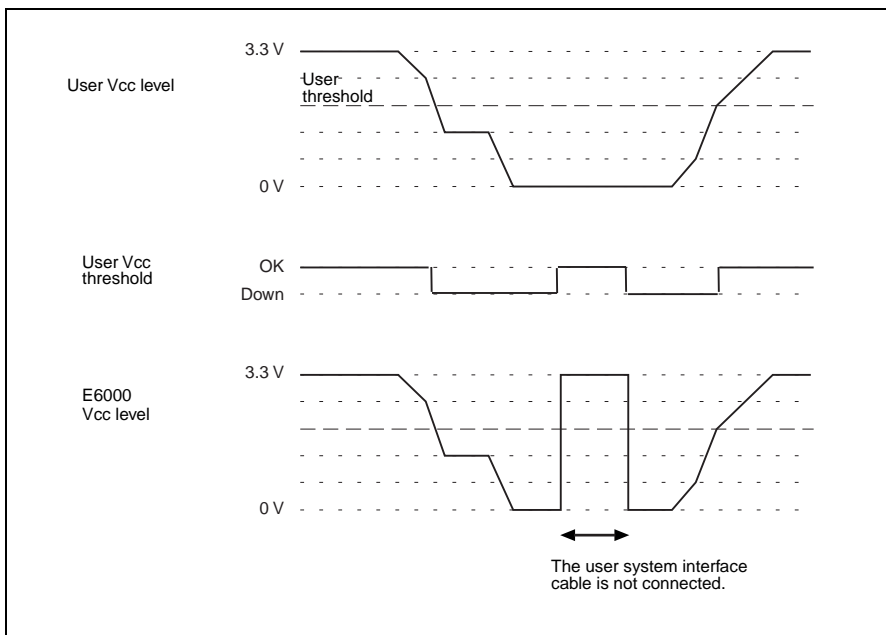 3.3 V
User Vcc level
User
threshold
0 V
User Vcc
threshold
OK
Down
3.3 V
E6000
Vcc level
0 V
The user system interface
cable is not connected.